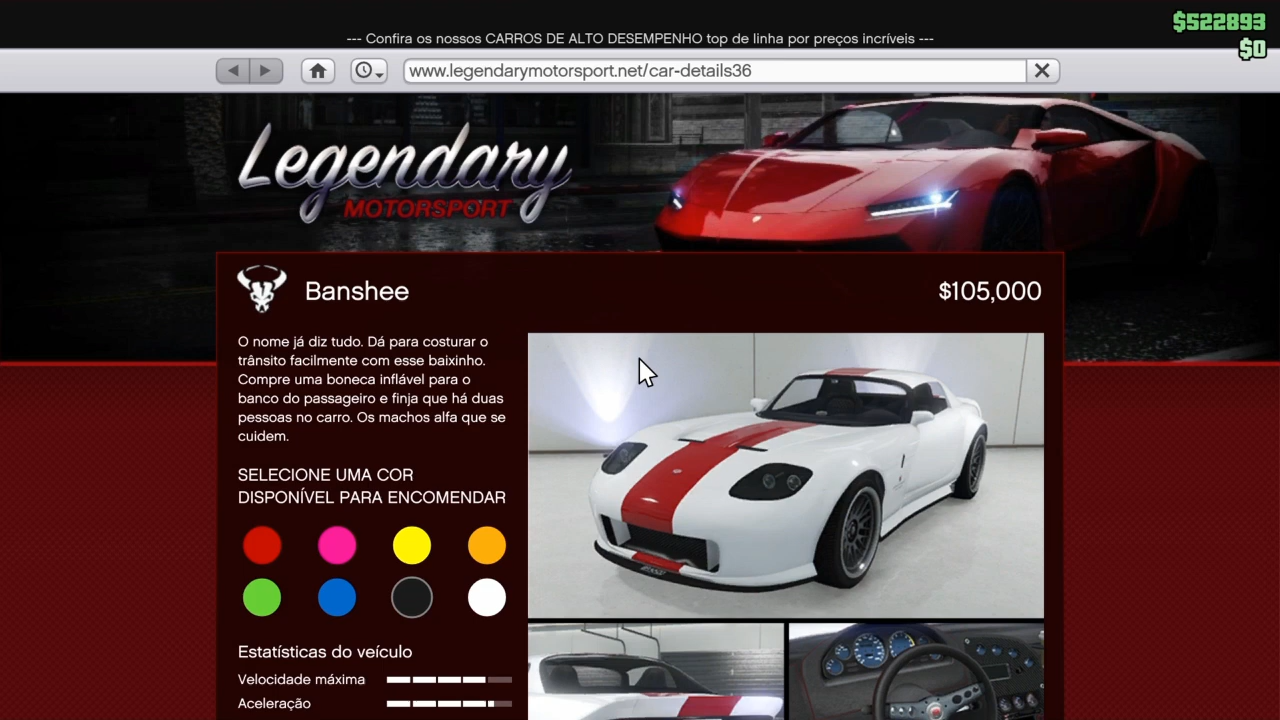 $522893
--- Confira os nossos CARROS DE ALTO DESEMPENHO top de linha por preços incríveis ---
$0
www.legendarymotorsport.net/car-details36
Legendary
MOTORSPORT
Banshee
$105,000
O nome já diz tudo. Dá para costurar o
trânsito facilmente com esse baixinho.
Compre uma boneca inflável para o
banco do passageiro e finja que há duas
pessoas no carro. Os machos alfa que se
cuidem.
SELECIONE UMA COR
DISPONÍVEL PARA ENCOMENDAR
Estatísticas do veículo
Velocidade máxima
Aceleração